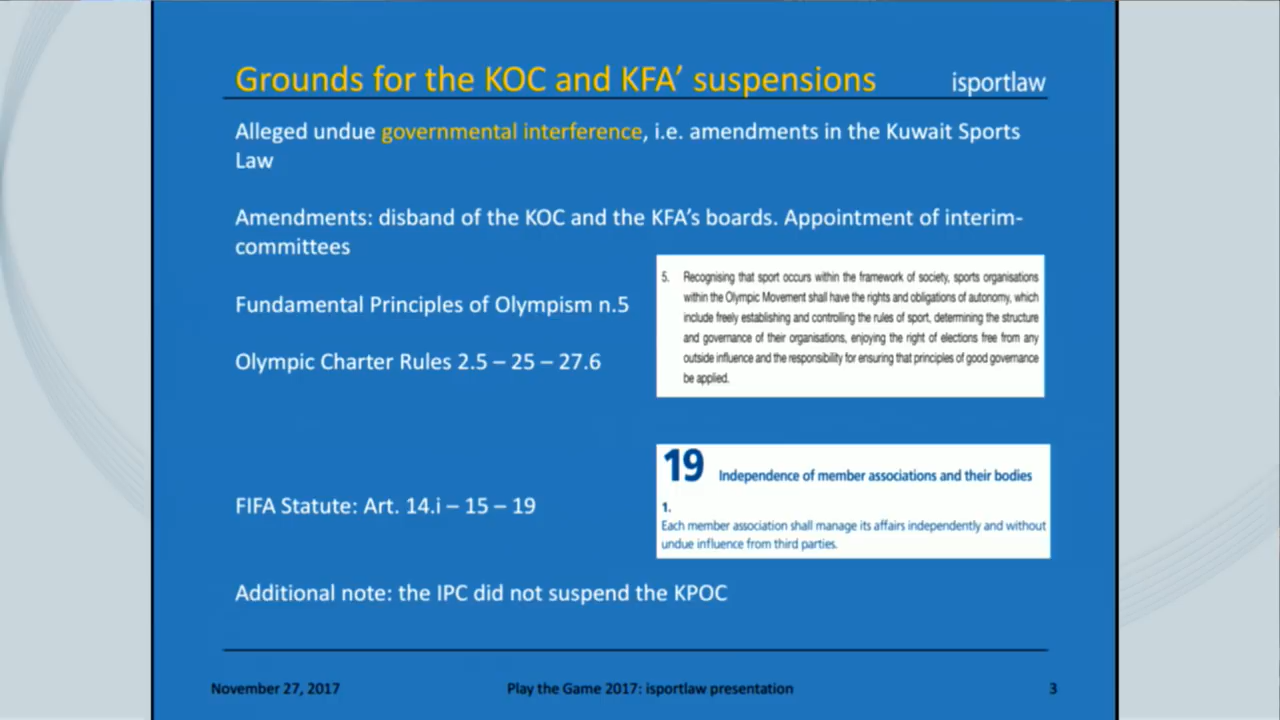 Grounds for the KOC and KFA’ suspensions
isportlaw
Alleged undue governmental interference, i.e. amendments in the Kuwait Sports
Law
Amendments: disband of the KOC and the KFA’s boards. Appointment of interim-
committees
Fundamental Principles of Olympism n.5
5. Recognising that sport occurs within the framework of society, sports organisations
within the Olympic Movement shall have the rights and obligations of autonomy, which
include freely establishing and controlling the rules of sport, determining the structure
and governance of their organisations, enjoying the right of elections free from any
outside influence and the responsibility for ensuring that principles of good governance
be applied.
Olympic Charter Rules 2.5 – 25 – 27.6
19 Independence of member associations and their bodies
1.
Each member association shall manage its affairs independently and without
undue influence from third parties.
FIFA Statute: Art. 14.i – 15 – 19
Additional note: the IPC did not suspend the KPOC
November 27, 2017
Play the Game 2017: isportlaw presentation
3